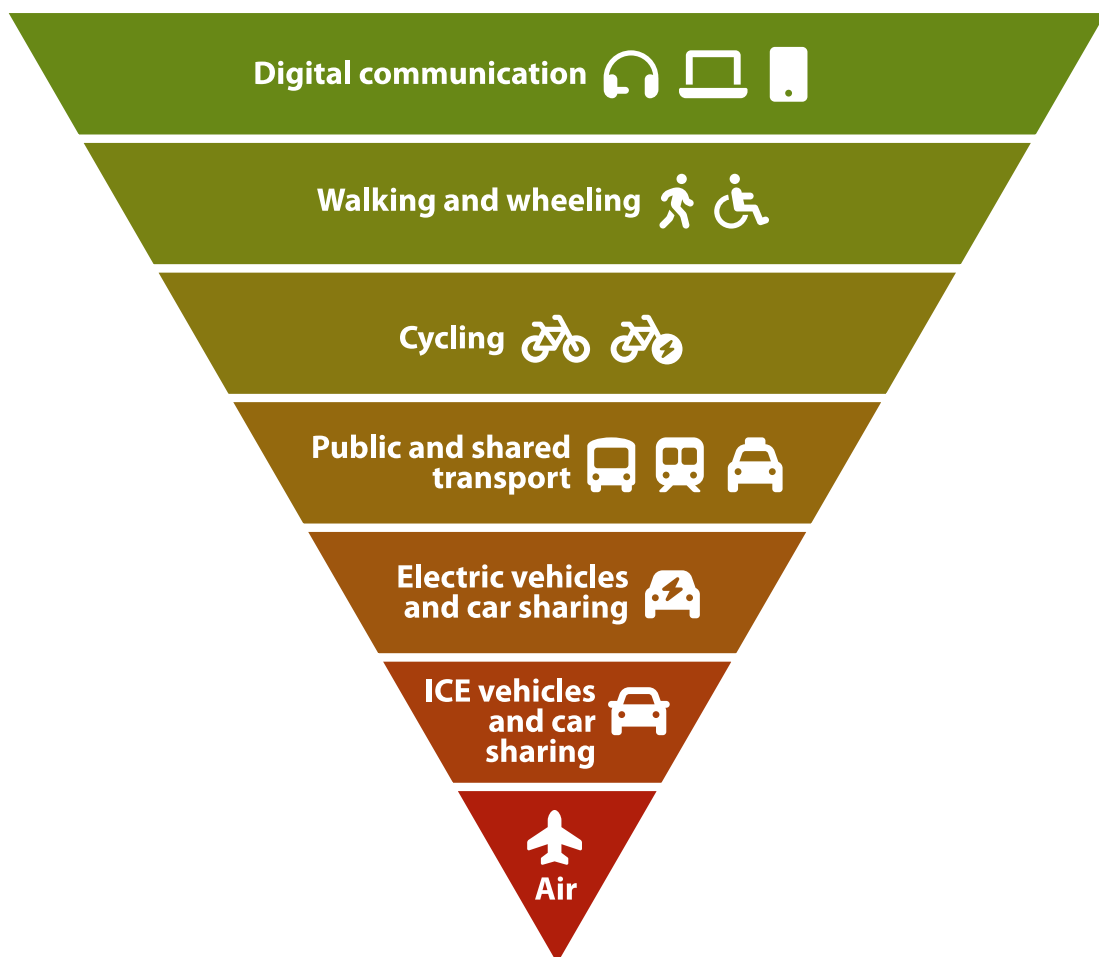 Digital communication
Walking and wheeling
Cycling
Public and shared
transport
Electric vehicles
and car sharing
ICE vehicles
and car
sharing
Air